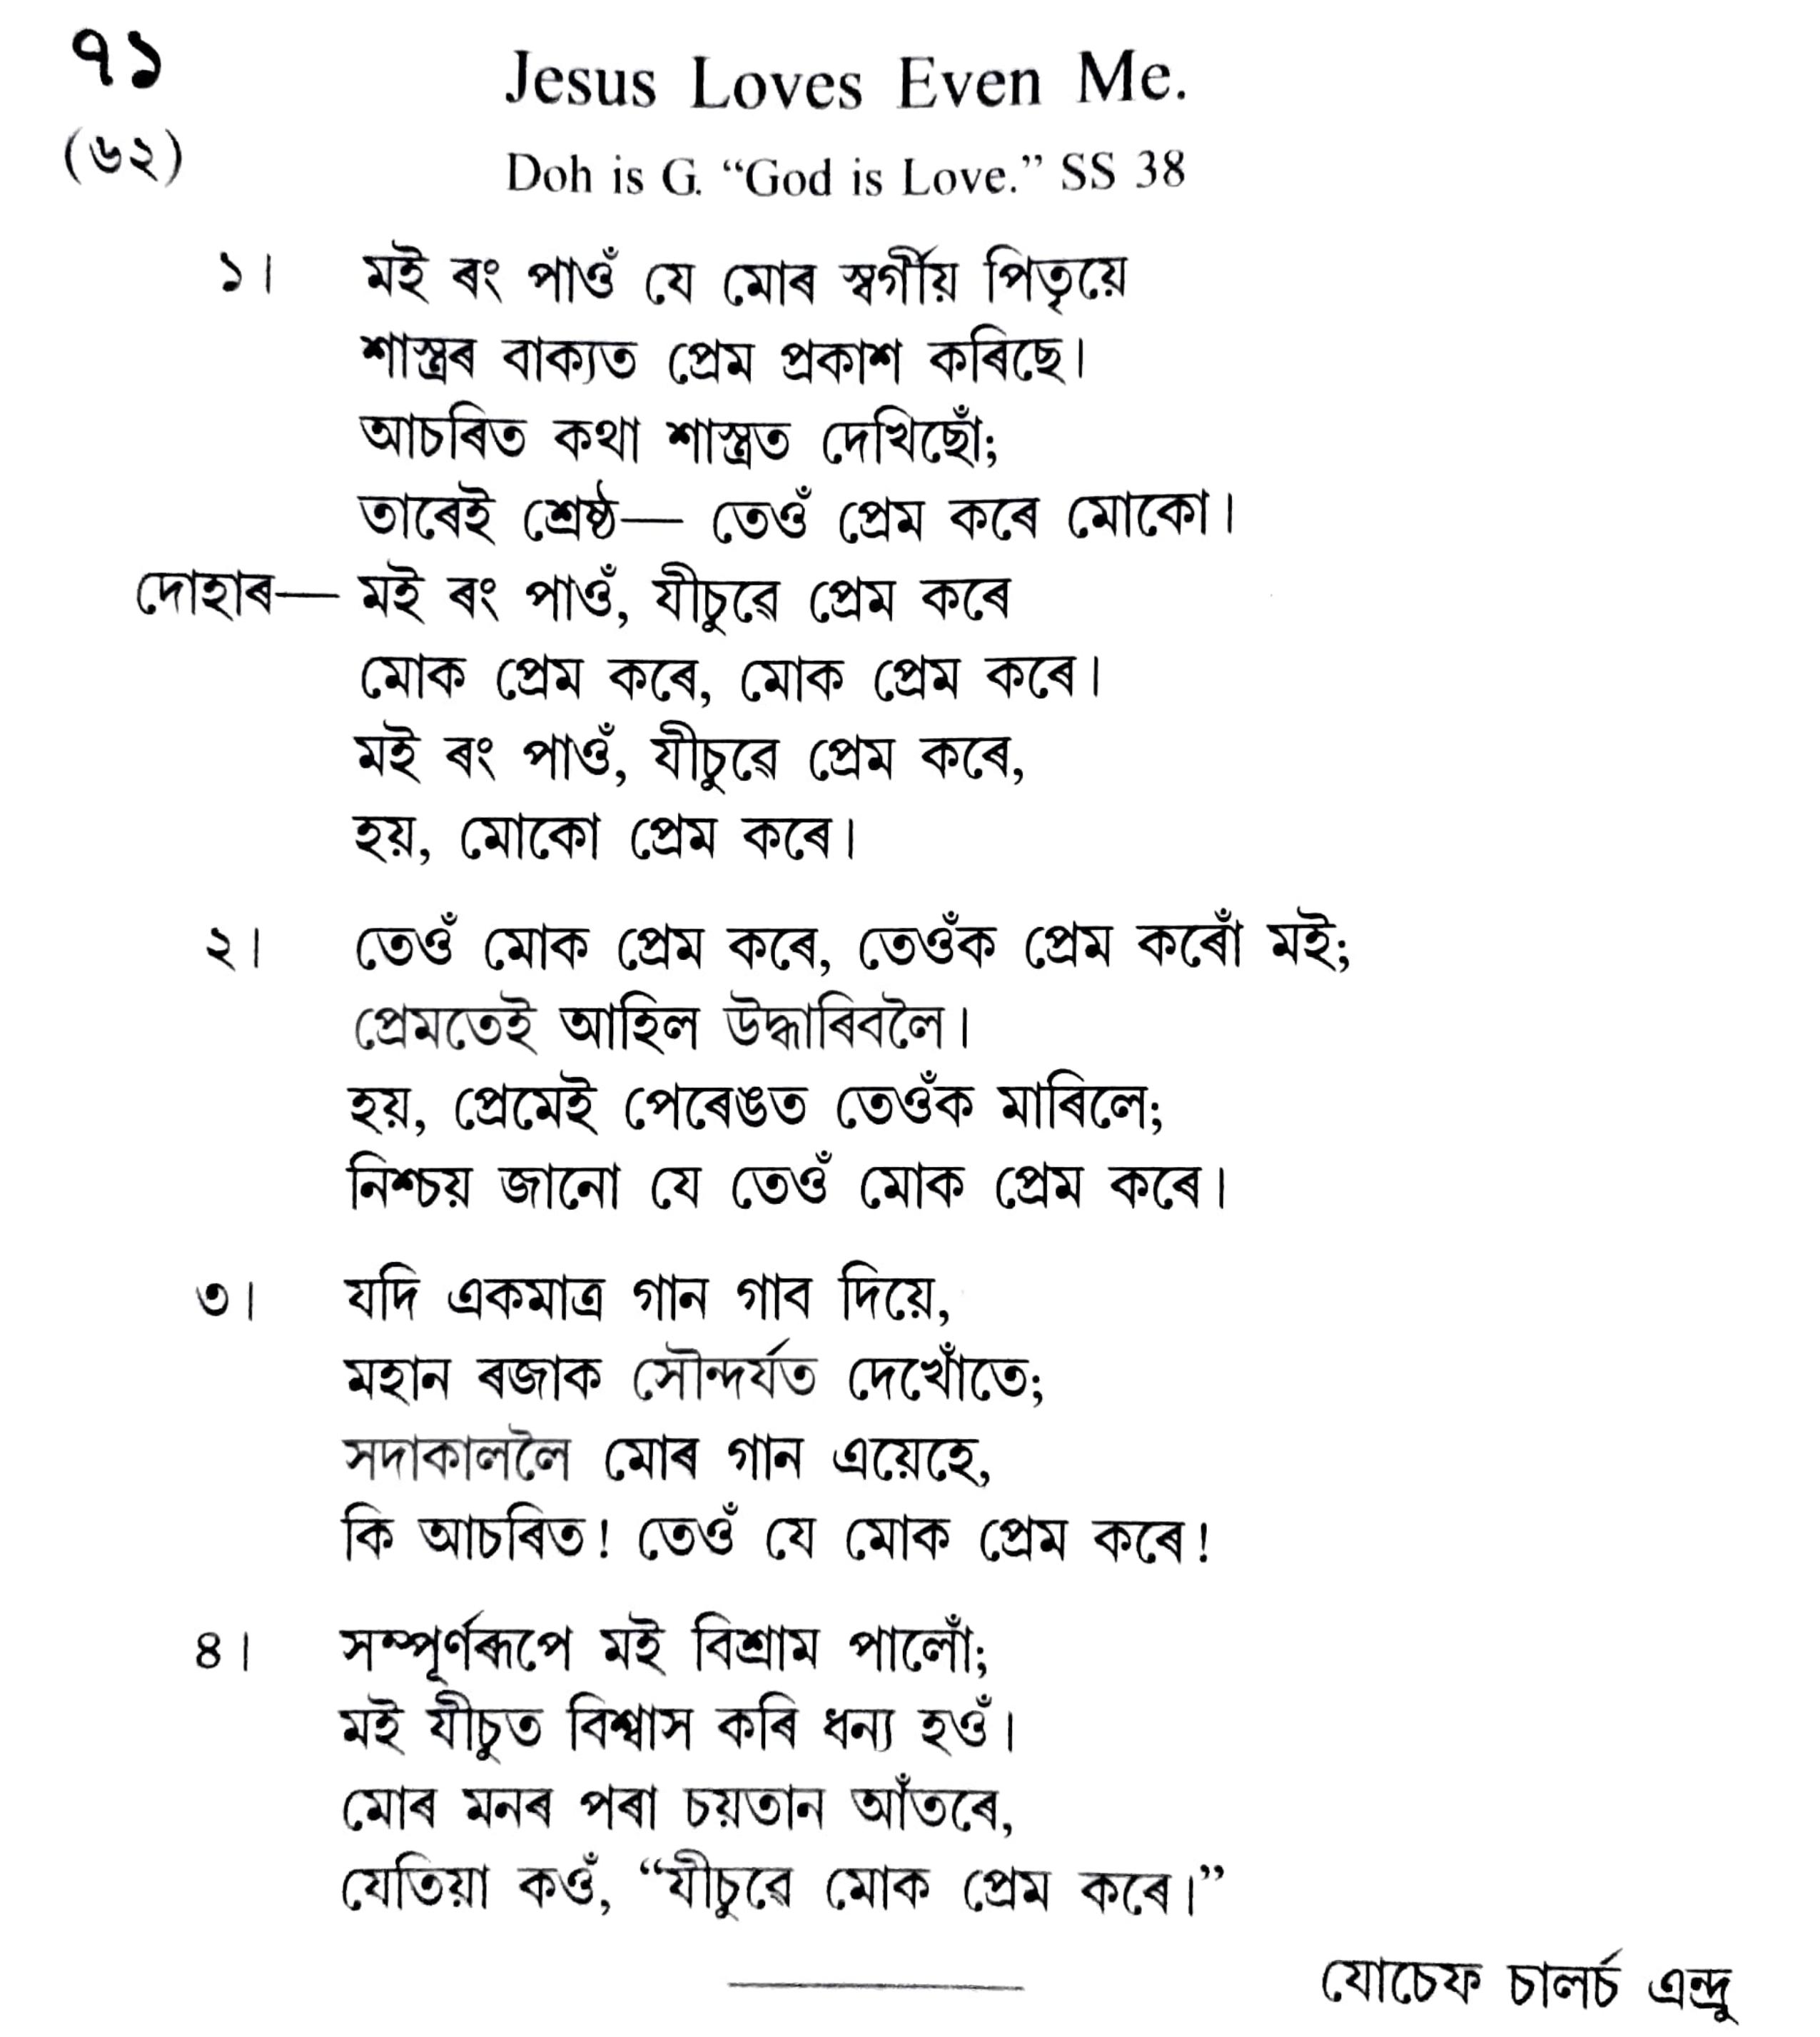 ৭১
Jesus Loves Even Me.
(৬২)
Doh is G. “God is Love.” SS 38
১। মই ৰং পাওঁ যে মোৰ স্বৰ্গীয় পিতৃয়ে
শাস্ত্ৰৰ বাক্যত প্ৰেম প্ৰকাশ কৰিছে।
আচৰিত কথা শাস্ত্ৰত দেখিছোঁ;
তাৰেই শ্ৰেষ্ঠ— তেওঁ প্ৰেম কৰে মোকো।
দোহাৰ— মই ৰং পাওঁ, যীচুৱে প্ৰেম কৰে
মোক প্ৰেম কৰে, মোক প্ৰেম কৰে।
মই ৰং পাওঁ, যীচুৱে প্ৰেম কৰে,
হয়, মোকো প্ৰেম কৰে।
২। তেওঁ মোক প্ৰেম কৰে, তেওঁক প্ৰেম কৰোঁ মই;
প্ৰেমতেই আহিল উদ্ধাৰিবলৈ।
হয়, প্ৰেমেই পেৰেঙত তেওঁক মাৰিলে;
নিশ্চয় জানো যে তেওঁ মোক প্ৰেম কৰে।
৩। যদি একমাত্ৰ গান গাব দিয়ে,
মহান ৰজাক সৌন্দৰ্যত দেখোঁতে;
সদাকাললৈ মোৰ গান এয়েহে,
কি আচৰিত! তেওঁ যে মোক প্ৰেম কৰে!
৪। সম্পূৰ্ণৰূপে মই বিশ্ৰাম পালোঁ;
মই যীচুত বিশ্বাস কৰি ধন্য হওঁ।
মোৰ মনৰ পৰা চয়তান আঁতৰে,
যেতিয়া কওঁ, “যীচুৱে মোক প্ৰেম কৰে।”
যোচেফ চালৰ্চ এন্দ্ৰু